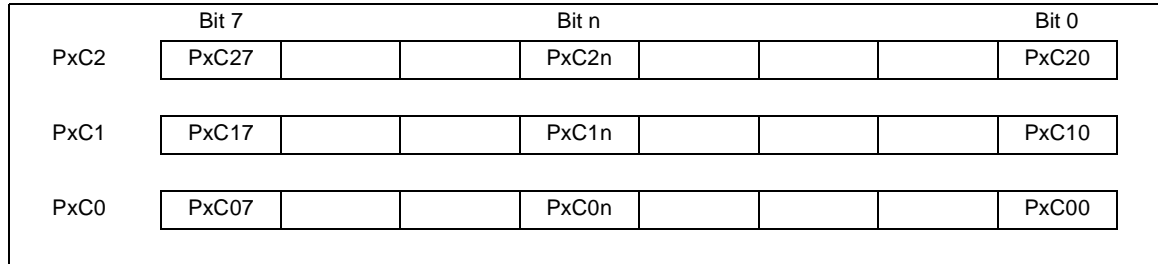 Bit 7 Bit n Bit 0
PxC2 PxC27 PxC2n PxC20
PxC1 PxC17 PxC1n PxC10
PxC0 PxC07 PxC0n PxC00